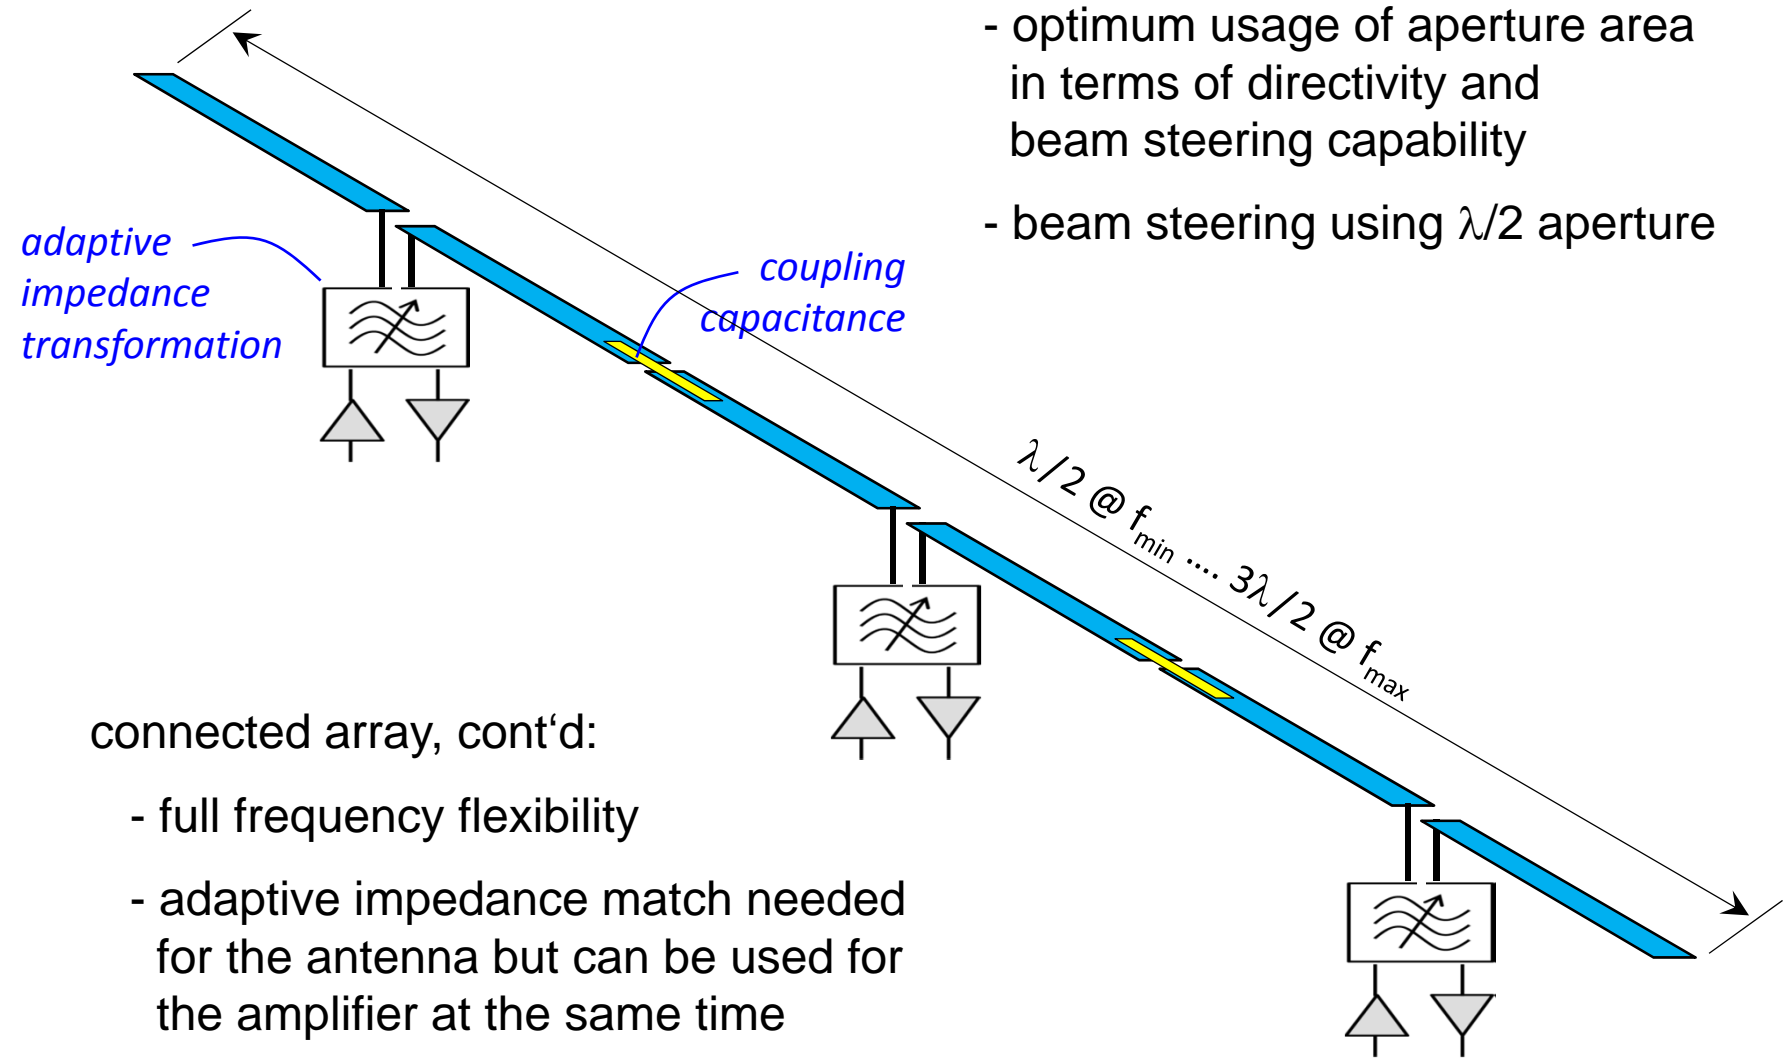 - optimum usage of aperture area
in terms of directivity and
beam steering capability
- beam steering using λ/2 aperture
adaptive
impedance
transformation
coupling
capacitance
λ/2 @ fmin .... 3λ/2 @ fmax
connected array, cont‘d:
- full frequency flexibility
- adaptive impedance match needed
for the antenna but can be used for
the amplifier at the same time